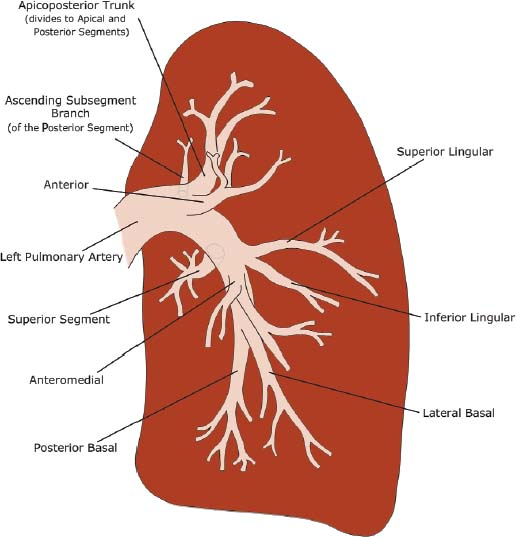 Apicoposterior Trunk
(divides to Apical and
Posterior Segments)
Ascending Subsegment
Branch
(of the Posterior Segment)
Superior Lingular
Anterior
Left Pulmonary Artery
Superior Segment
Inferior Lingular
Anteromedial
Lateral Basal
Posterior Basal